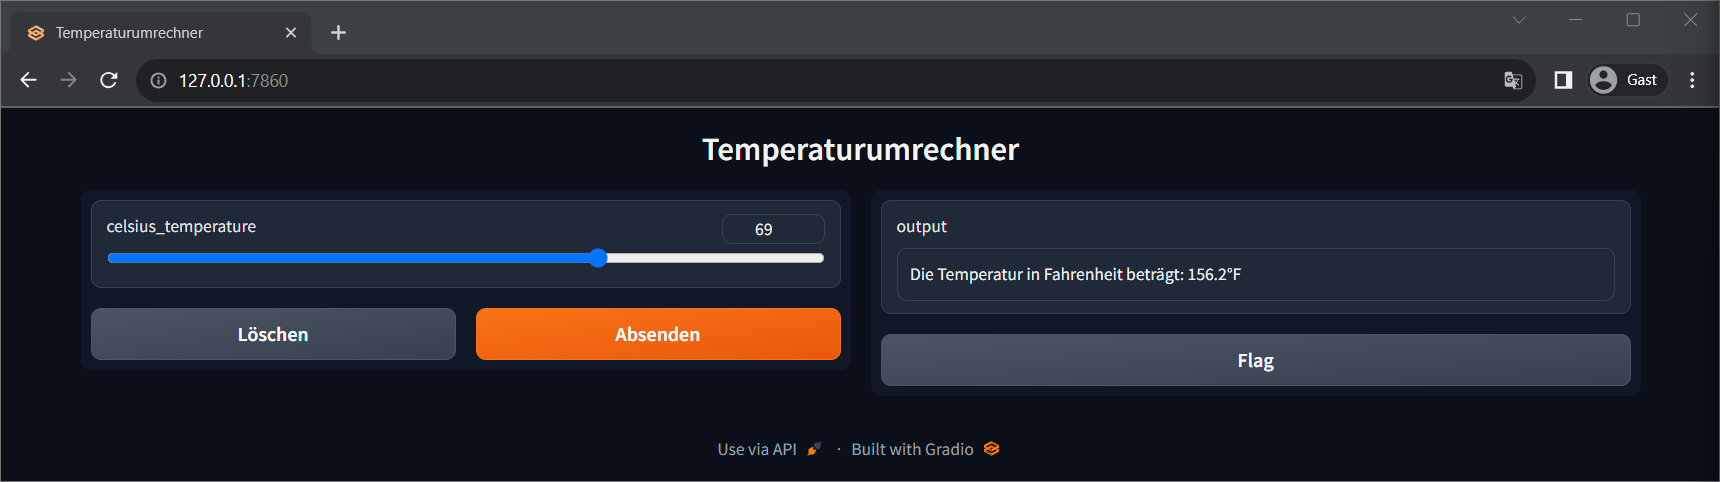 Temperaturumrechner
127.0.0.1:7860
Gast
Temperaturumrechner
celsius_temperature
69
Löschen
Absenden
output
Die Temperatur in Fahrenheit beträgt: 156.2°F
Flag
Use via API · Built with Gradio